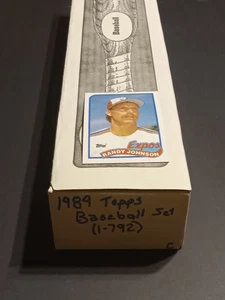 Baseball
Topps
Expos
RANDY JOHNSON
1989 Topps
Baseball Set
(1-792)
C